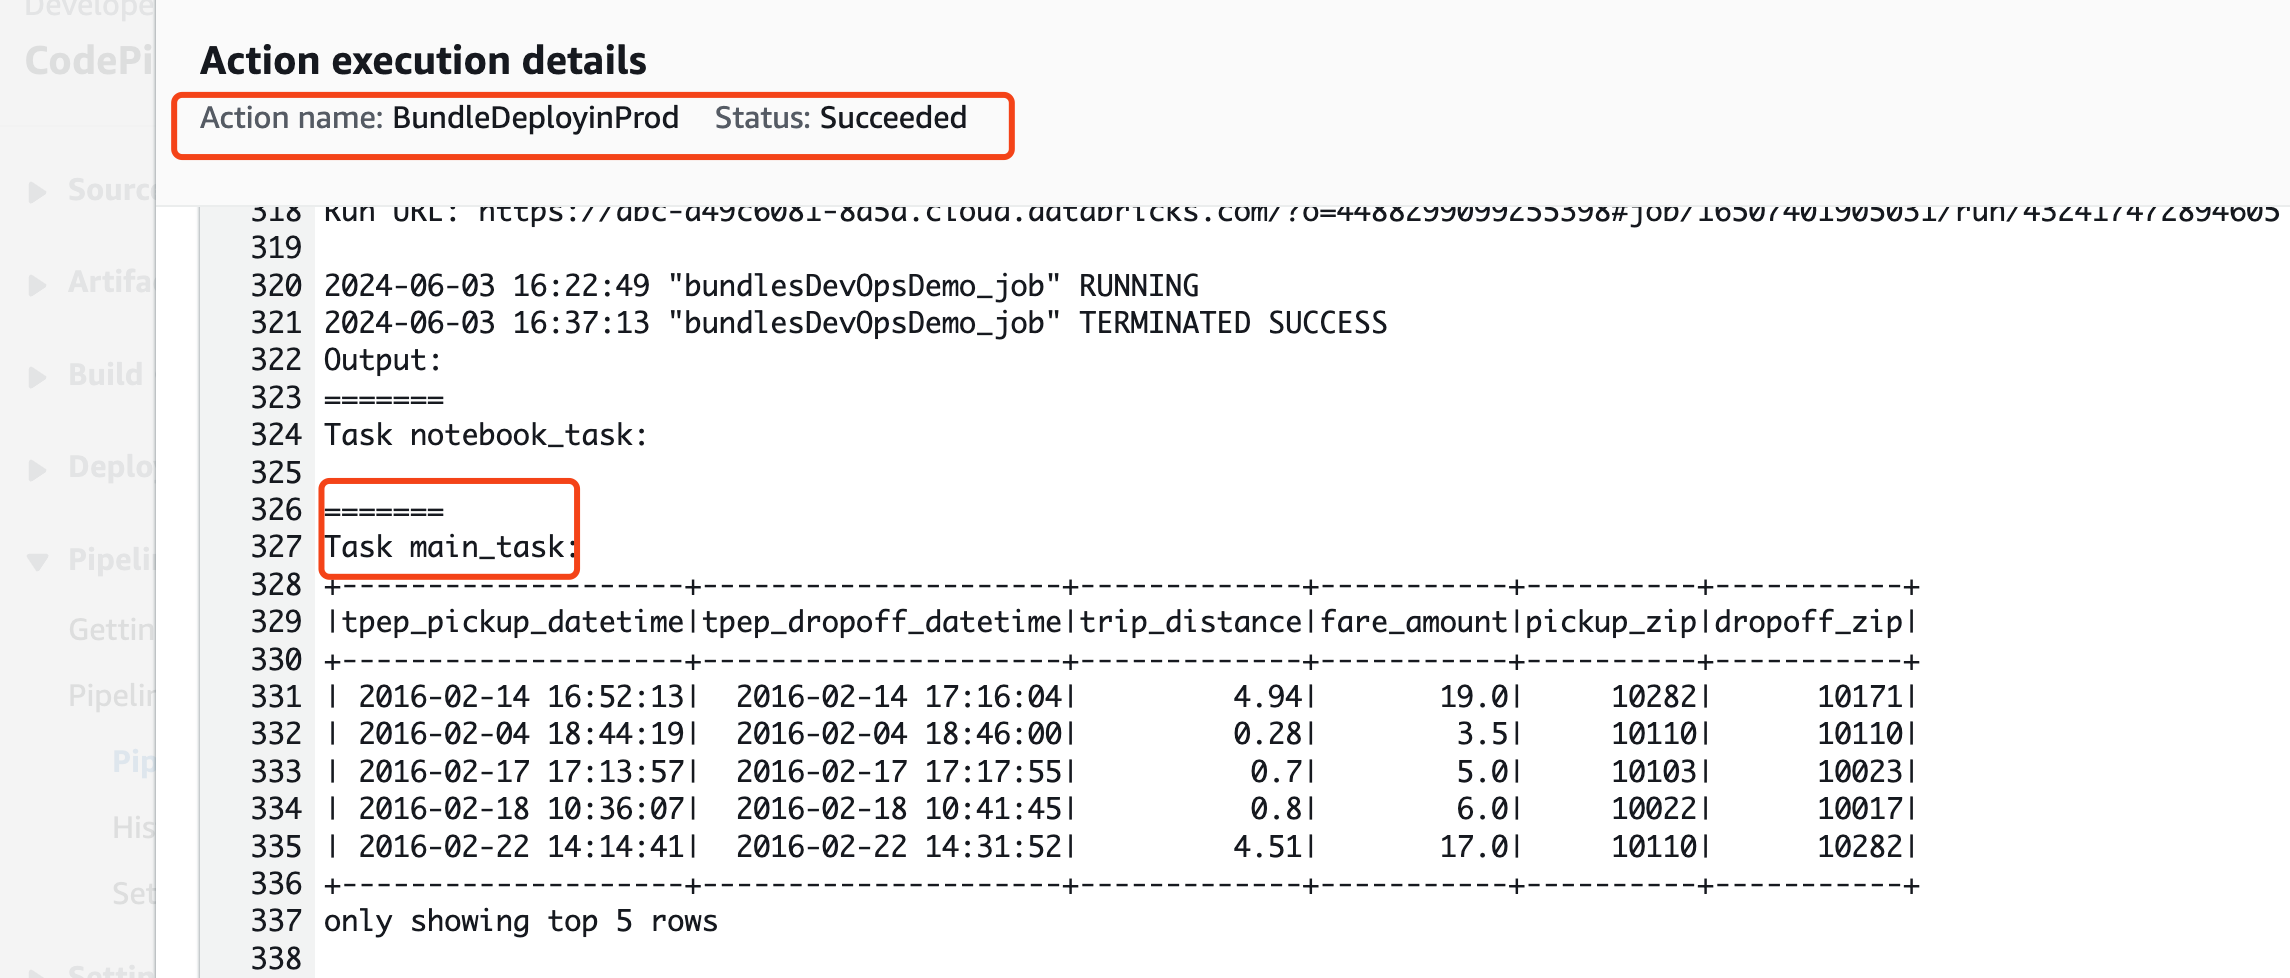 Develope
CodePi
Source
Artifa
Build
Deploy
Pipelin
Gettin
Pipelin
Pip
His
Set
Settin
Action execution details
Action name: BundleDeployinProd Status: Succeeded
318 Run URL: https://dbc-d49c6081-8d5d.cloud.databricks.com/?o=4488299099255398#job/16507401905031/run/432417472894605
319
320 2024-06-03 16:22:49 "bundlesDevOpsDemo_job" RUNNING
321 2024-06-03 16:37:13 "bundlesDevOpsDemo_job" TERMINATED SUCCESS
322 Output:
323 =======
324 Task notebook_task:
325
326 =======
327 Task main_task:
328 +--------------------+---------------------+-------------+-----------+----------+-----------+
329 |tpep_pickup_datetime|tpep_dropoff_datetime|trip_distance|fare_amount|pickup_zip|dropoff_zip|
330 +--------------------+---------------------+-------------+-----------+----------+-----------+
331 | 2016-02-14 16:52:13|  2016-02-14 17:16:04|         4.94|       19.0|     10282|      10171|
332 | 2016-02-04 18:44:19|  2016-02-04 18:46:00|         0.28|        3.5|     10110|      10110|
333 | 2016-02-17 17:13:57|  2016-02-17 17:17:55|          0.7|        5.0|     10103|      10023|
334 | 2016-02-18 10:36:07|  2016-02-18 10:41:45|          0.8|        6.0|     10022|      10017|
335 | 2016-02-22 14:14:41|  2016-02-22 14:31:52|         4.51|       17.0|     10110|      10282|
336 +--------------------+---------------------+-------------+-----------+----------+-----------+
337 only showing top 5 rows
338